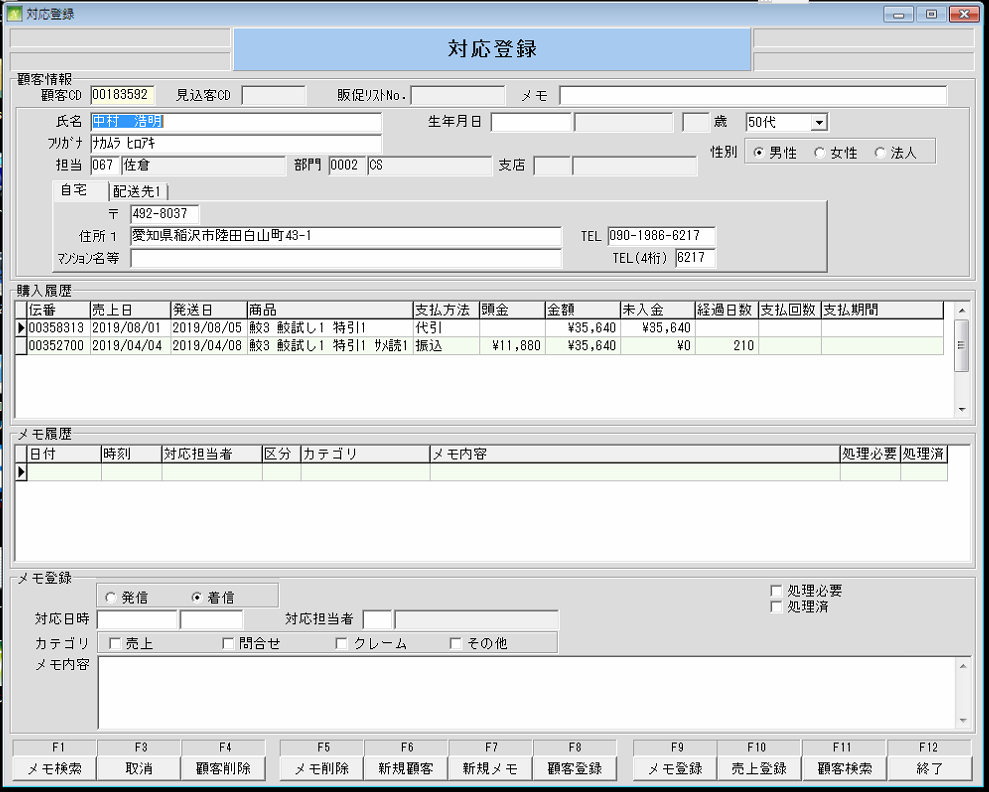 対応登録
対応登録
顧客情報
顧客CD 00183592 見込客CD 販促ﾘｽﾄNo. メモ
氏名 中村　浩明 生年月日 歳 50代
ﾌﾘｶﾞﾅ ﾅｶﾑﾗ ﾋﾛｱｷ
担当 067 佐倉 部門 0002 CS 支店 性別 男性 女性 法人
自宅 配送先1
〒 492-8037
住所1 愛知県稲沢市陸田白山町43-1 TEL 090-1986-6217
ﾏﾝｼｮﾝ名等 TEL(4桁) 6217
購入履歴
伝番 売上日 発送日 商品 支払方法 頭金 金額 未入金 経過日数 支払回数 支払期間
00358313 2019/08/01 2019/08/05 鮫3 鮫試し1 特引1 代引 ¥35,640 ¥35,640
00352700 2019/04/04 2019/04/08 鮫3 鮫試し1 特引1 ｻﾒ読1 振込 ¥11,880 ¥35,640 ¥0 210
メモ履歴
日付 時刻 対応担当者 区分 カテゴリ メモ内容 処理必要 処理済
メモ登録
発信 着信 処理必要
処理済
対応日時 対応担当者
カテゴリ 売上 問合せ クレーム その他
メモ内容
F1 F3 F4 F5 F6 F7 F8 F9 F10 F11 F12
メモ検索 取消 顧客削除 メモ削除 新規顧客 新規メモ 顧客登録 メモ登録 売上登録 顧客検索 終了